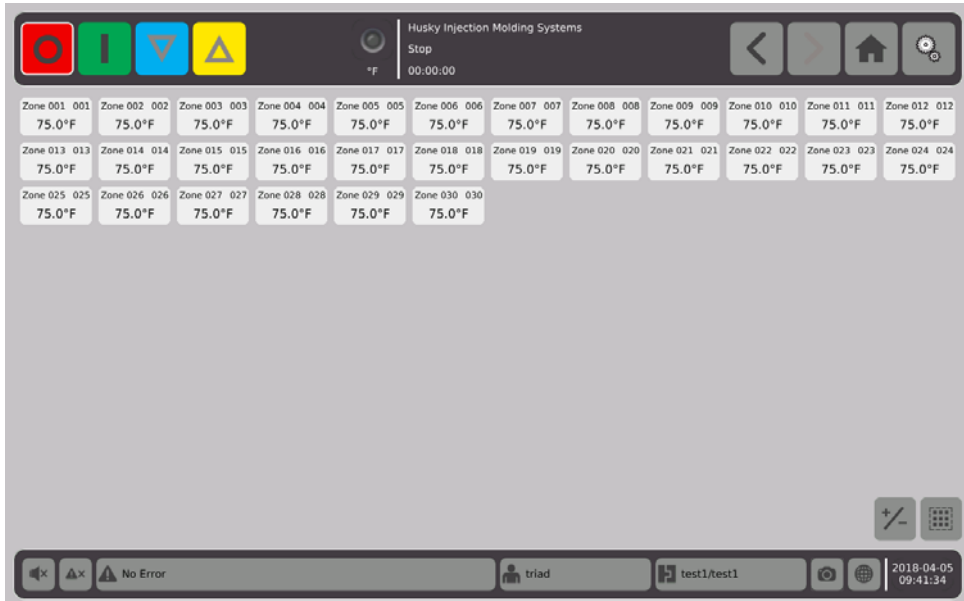 Husky Injection Molding Systems
Stop
°F 00:00:00
Zone 001 001 Zone 002 002 Zone 003 003 Zone 004 004 Zone 005 005 Zone 006 006 Zone 007 007 Zone 008 008 Zone 009 009 Zone 010 010 Zone 011 011 Zone 012 012
75.0°F 75.0°F 75.0°F 75.0°F 75.0°F 75.0°F 75.0°F 75.0°F 75.0°F 75.0°F 75.0°F 75.0°F
Zone 013 013 Zone 014 014 Zone 015 015 Zone 016 016 Zone 017 017 Zone 018 018 Zone 019 019 Zone 020 020 Zone 021 021 Zone 022 022 Zone 023 023 Zone 024 024
75.0°F 75.0°F 75.0°F 75.0°F 75.0°F 75.0°F 75.0°F 75.0°F 75.0°F 75.0°F 75.0°F 75.0°F
Zone 025 025 Zone 026 026 Zone 027 027 Zone 028 028 Zone 029 029 Zone 030 030
75.0°F 75.0°F 75.0°F 75.0°F 75.0°F 75.0°F
+/-
No Error triad test1/test1 2018-04-05
09:41:34